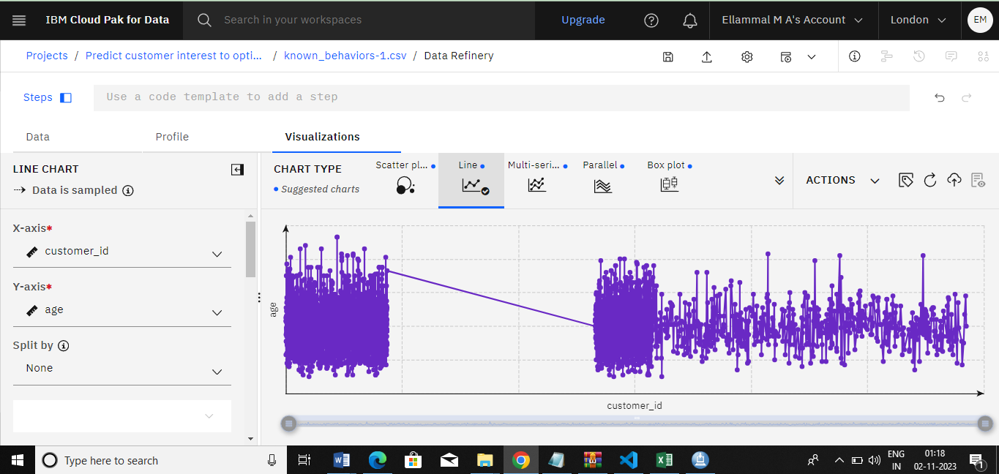 IBM Cloud Pak for Data
Search in your workspaces
Upgrade
Ellammal M A's Account
London
EM
Projects / Predict customer interest to opti... / known_behaviors-1.csv / Data Refinery
Steps
Use a code template to add a step
Data
Profile
Visualizations
LINE CHART
Data is sampled
X-axis*
customer_id
Y-axis*
age
Split by
None
CHART TYPE
Suggested charts
Scatter pl...
Line
Multi-seri...
Parallel
Box plot
ACTIONS
age
customer_id
Type here to search
ENG
IN
01:18
02-11-2023
1